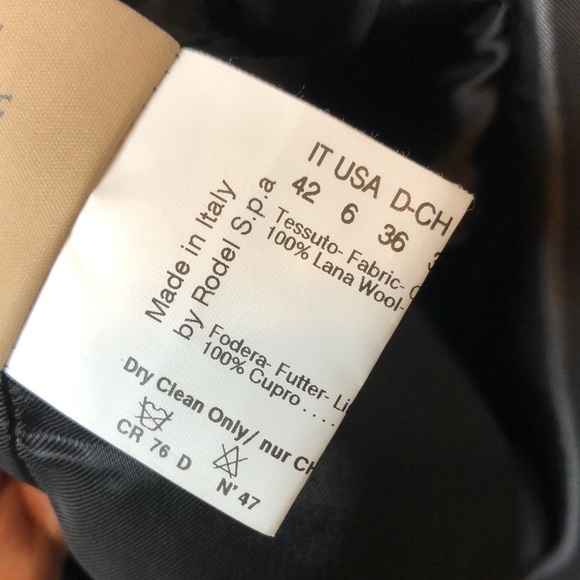 IT USA D-CH
42 6 36
Tessuto- Fabric-
100% Lana Wool-
Made in Italy
by Rodel S.p.a
Fodera- Futter- Li
100% Cupro . . . .
Dry Clean Only/ nur CH
CR 76 D N' 47